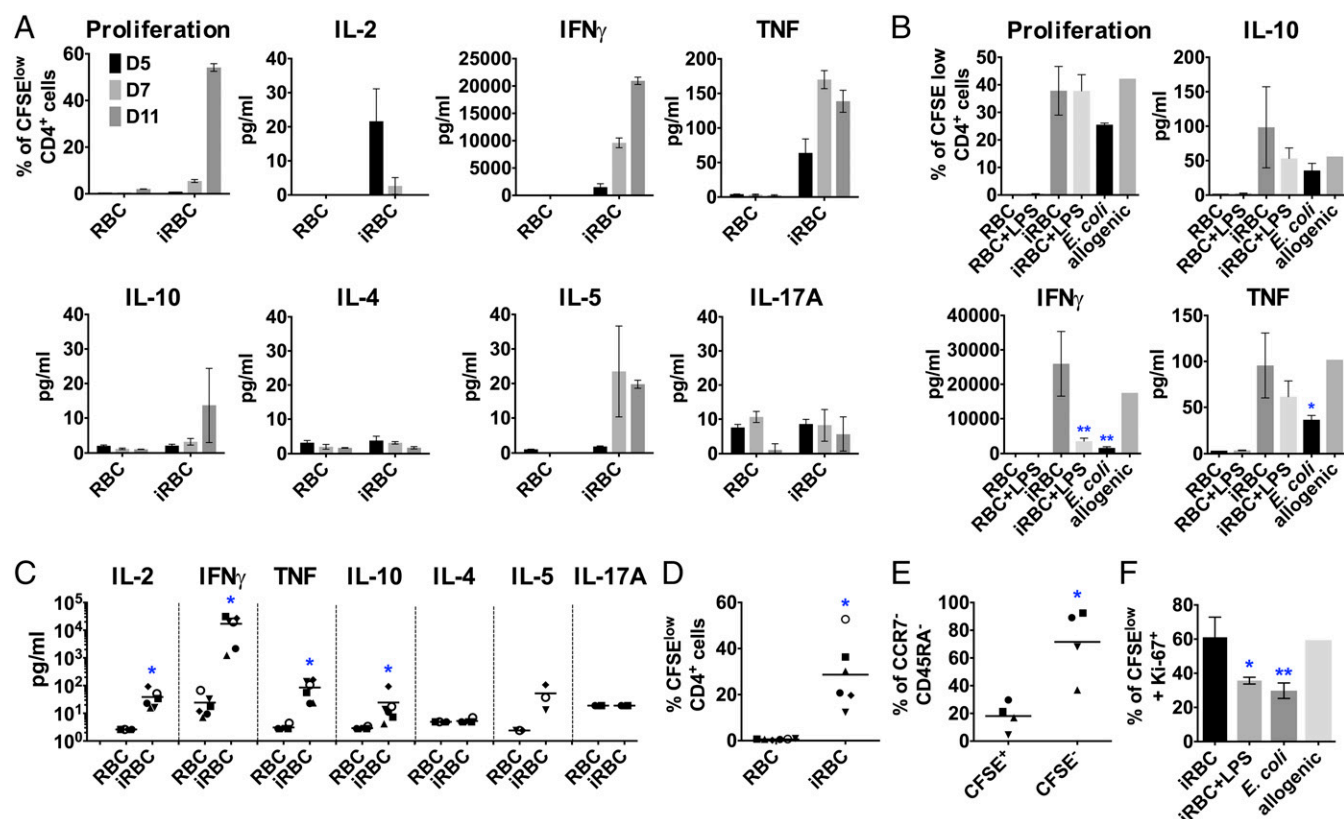 A
Proliferation
% of CFSElow
CD4+ cells
60
40
20
0
D5
D7
D11
RBC
iRBC
IL-2
pg/ml
40
30
20
10
0
RBC
iRBC
IFNγ
pg/ml
25000
20000
15000
10000
5000
0
RBC
iRBC
TNF
pg/ml
200
150
100
50
0
RBC
iRBC
IL-10
pg/ml
40
30
20
10
0
RBC
iRBC
IL-4
pg/ml
40
30
20
10
0
RBC
iRBC
IL-5
pg/ml
40
30
20
10
0
RBC
iRBC
IL-17A
pg/ml
40
30
20
10
0
RBC
iRBC
B
Proliferation
% of CFSE low
CD4+ cells
50
40
30
20
10
0
RBC
RBC+LPS
iRBC
iRBC+LPS
E. coli
allogenic
IL-10
pg/ml
200
150
100
50
0
RBC
RBC+LPS
iRBC
iRBC+LPS
E. coli
allogenic
IFNγ
pg/ml
40000
30000
20000
10000
0
**
**
RBC
RBC+LPS
iRBC
iRBC+LPS
E. coli
allogenic
TNF
pg/ml
150
100
50
0
*
RBC
RBC+LPS
iRBC
iRBC+LPS
E. coli
allogenic
C
IL-2 IFNγ TNF IL-10 IL-4 IL-5 IL-17A
pg/ml
105
104
103
102
101
100
*
*
*
*
RBC
iRBC
RBC
iRBC
RBC
iRBC
RBC
iRBC
RBC
iRBC
RBC
iRBC
RBC
iRBC
D
% CFSElow
CD4+ cells
60
40
20
0
*
RBC
iRBC
E
% of CCR7-
CD45RA-
100
80
60
40
20
0
*
CFSE+
CFSE-
F
% of CFSElow
+ Ki-67+
80
60
40
20
0
*
**
iRBC
iRBC+LPS
E. coli
allogenic